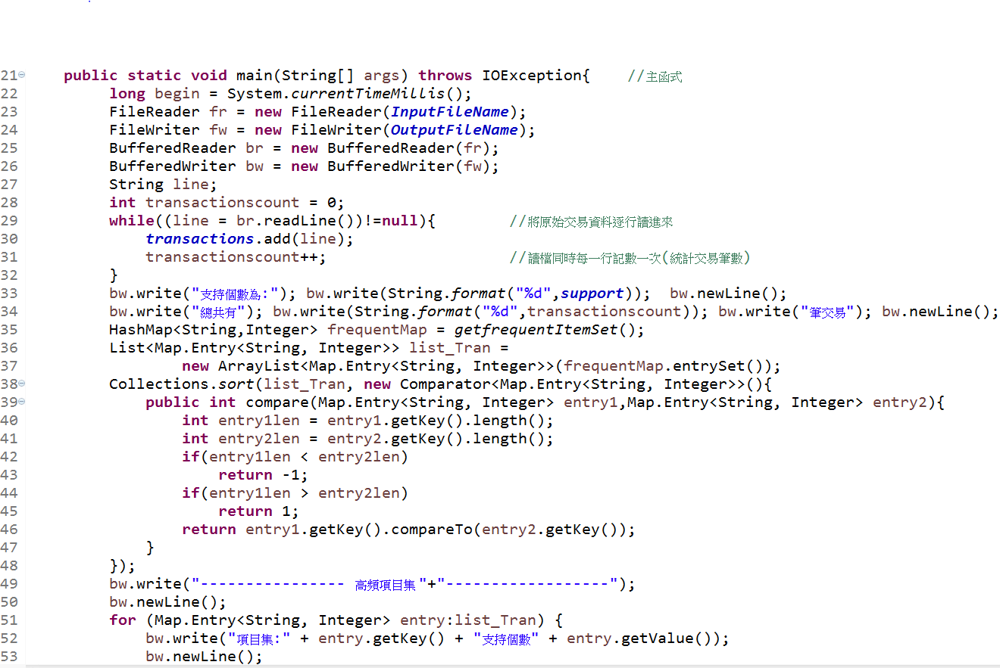 21    public static void main(String[] args) throws IOException{    //主函式
22        long begin = System.currentTimeMillis();
23        FileReader fr = new FileReader(InputFileName);
24        FileWriter fw = new FileWriter(OutputFileName);
25        BufferedReader br = new BufferedReader(fr);
26        BufferedWriter bw = new BufferedWriter(fw);
27        String line;
28        int transactionscount = 0;
29        while((line = br.readLine())!=null){        //將原始交易資料逐行讀進來
30            transactions.add(line);
31            transactionscount++;                    //讀檔同時每一行記數一次(統計交易筆數)
32        }
33        bw.write("支持個數為:"); bw.write(String.format("%d",support));  bw.newLine();
34        bw.write("總共有"); bw.write(String.format("%d",transactionscount)); bw.write("筆交易"); bw.newLine();
35        HashMap<String,Integer> frequentMap = getfrequentItemSet();
36        List<Map.Entry<String, Integer>> list_Tran =
37                new ArrayList<Map.Entry<String, Integer>>(frequentMap.entrySet());
38        Collections.sort(list_Tran, new Comparator<Map.Entry<String, Integer>>(){
39            public int compare(Map.Entry<String, Integer> entry1,Map.Entry<String, Integer> entry2){
40                int entry1len = entry1.getKey().length();
41                int entry2len = entry2.getKey().length();
42                if(entry1len < entry2len)
43                    return -1;
44                if(entry1len > entry2len)
45                    return 1;
46                return entry1.getKey().compareTo(entry2.getKey());
47            }
48        });
49        bw.write("---------------- 高頻項目集"+"------------------");
50        bw.newLine();
51        for (Map.Entry<String, Integer> entry:list_Tran) {
52            bw.write("項目集:" + entry.getKey() + "支持個數" + entry.getValue());
53            bw.newLine();